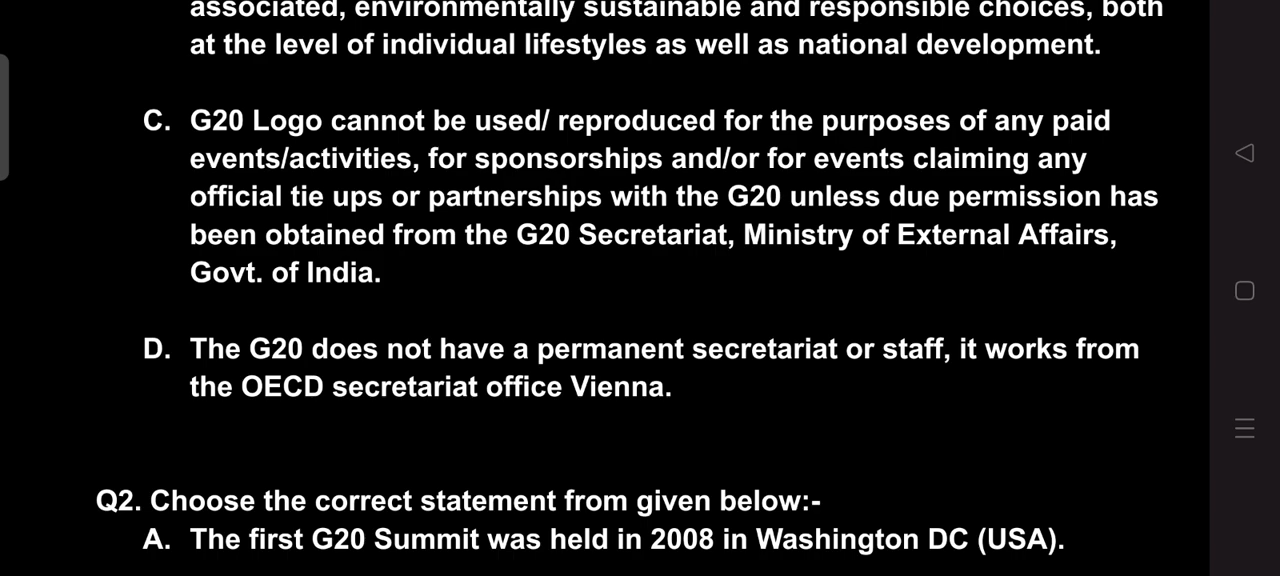 associated, environmentally sustainable and responsible choices, both
at the level of individual lifestyles as well as national development.
C. G20 Logo cannot be used/ reproduced for the purposes of any paid
events/activities, for sponsorships and/or for events claiming any
official tie ups or partnerships with the G20 unless due permission has
been obtained from the G20 Secretariat, Ministry of External Affairs,
Govt. of India.
D. The G20 does not have a permanent secretariat or staff, it works from
the OECD secretariat office Vienna.
Q2. Choose the correct statement from given below:-
A. The first G20 Summit was held in 2008 in Washington DC (USA).